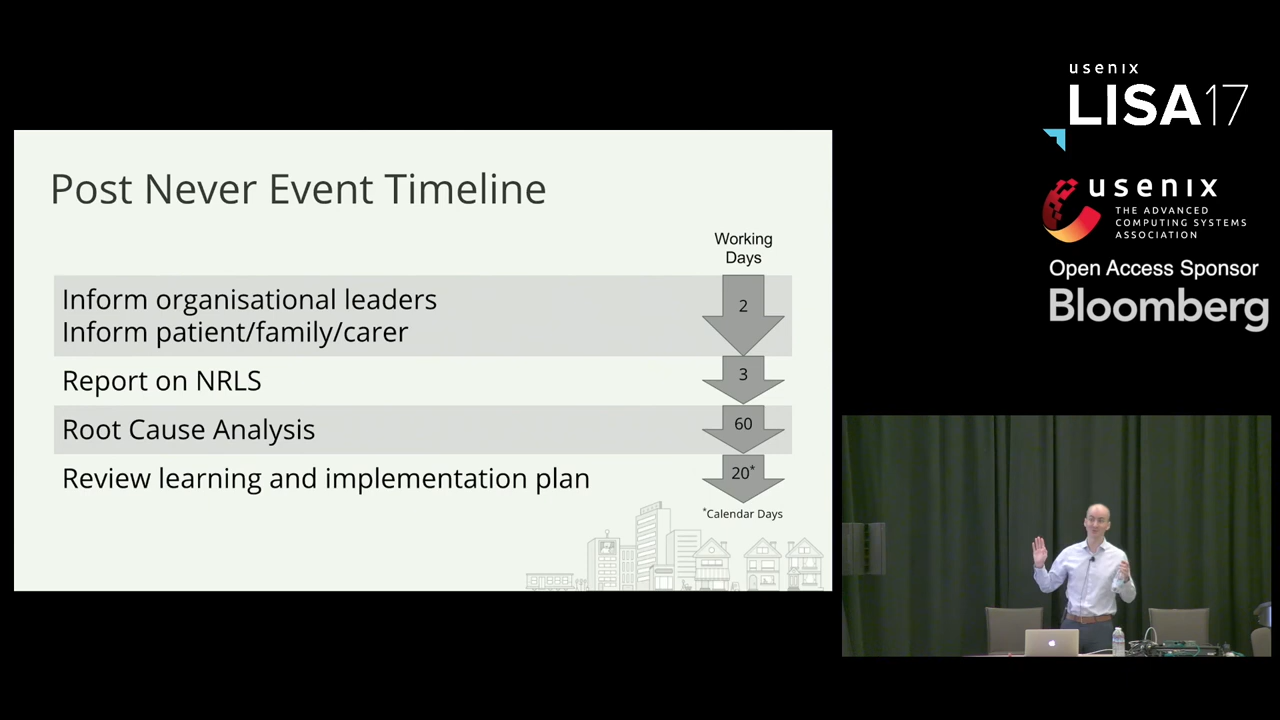 Post Never Event Timeline
Working
Days
Inform organisational leaders
Inform patient/family/carer
2
Report on NRLS
3
Root Cause Analysis
60
Review learning and implementation plan
20*
*Calendar Days
usenix
LISA17
usenix
THE ADVANCED
COMPUTING SYSTEMS
ASSOCIATION
Open Access Sponsor
Bloomberg